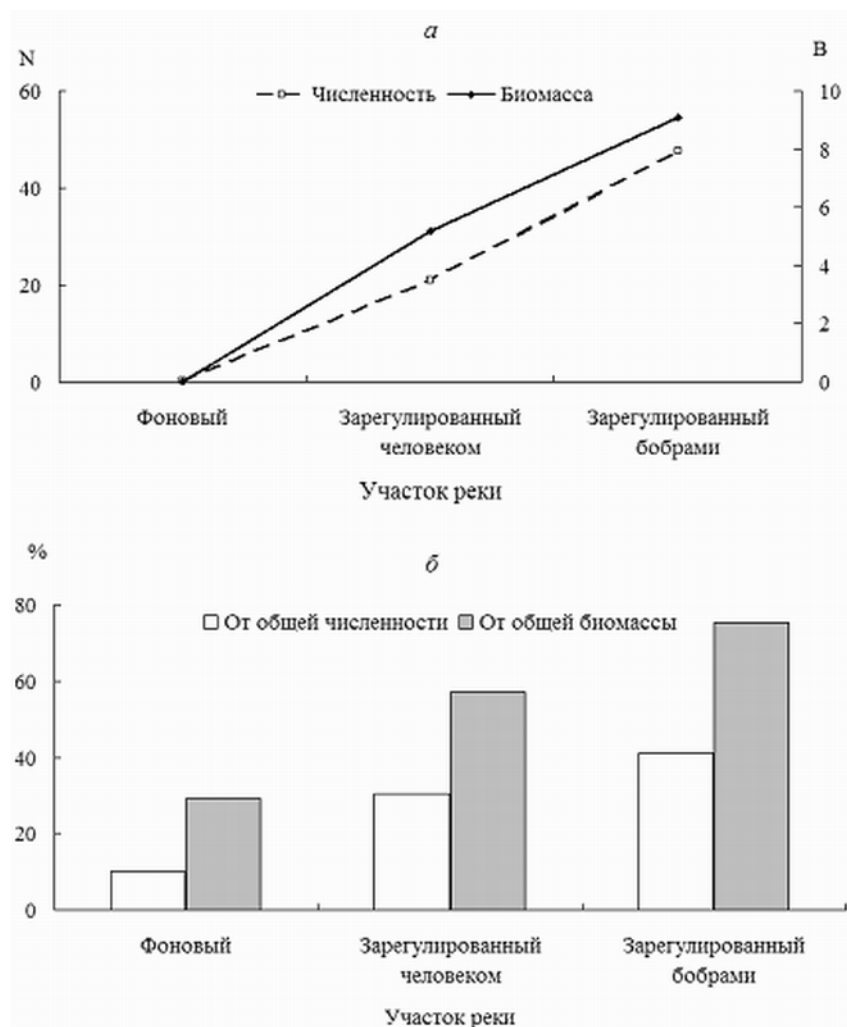 а
N
В
60
10
Численность
Биомасса
8
40
6
4
20
2
0
0
Фоновый
Зарегулированный
человеком
Зарегулированный
бобрами
Участок реки
%
б
80
От общей численности
От общей биомассы
60
40
20
0
Фоновый
Зарегулированный
человеком
Зарегулированный
бобрами
Участок реки